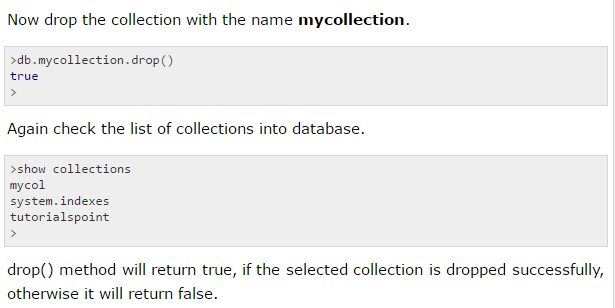 Now drop the collection with the name mycollection.
>db.mycollection.drop()
true
>
Again check the list of collections into database.
>show collections
mycol
system.indexes
tutorialspoint
>
drop() method will return true, if the selected collection is dropped successfully,
otherwise it will return false.